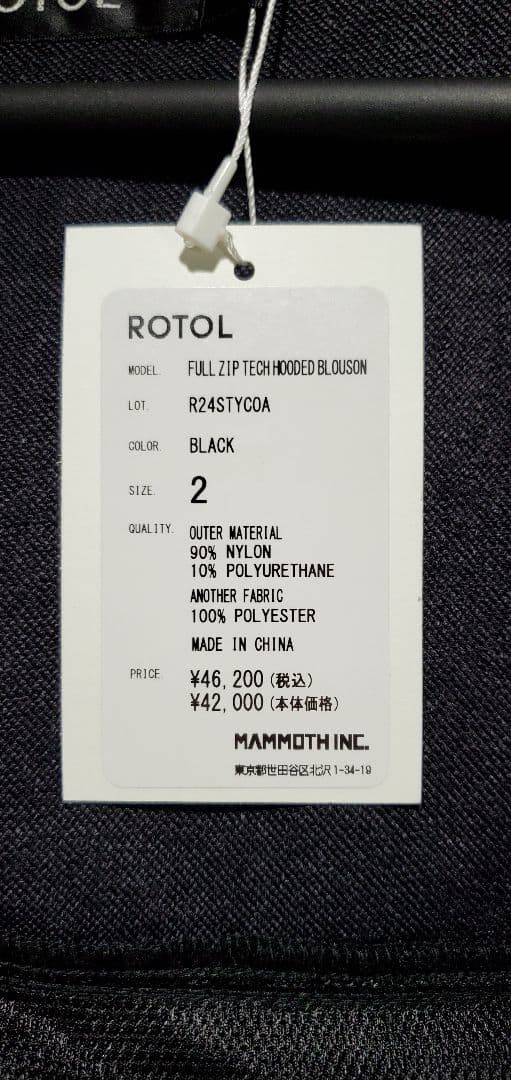 ROTOL
MODEL. FULL ZIP TECH HOODED BLOUSON
LOT. R24STYCOA
COLOR. BLACK
SIZE. 2
QUALITY. OUTER MATERIAL
90% NYLON
10% POLYURETHANE
ANOTHER FABRIC
100% POLYESTER
MADE IN CHINA
PRICE ¥46,200 (税込)
¥42,000 (本体価格)
MAMMOTH INC.
東京都世田谷区北沢1-34-19